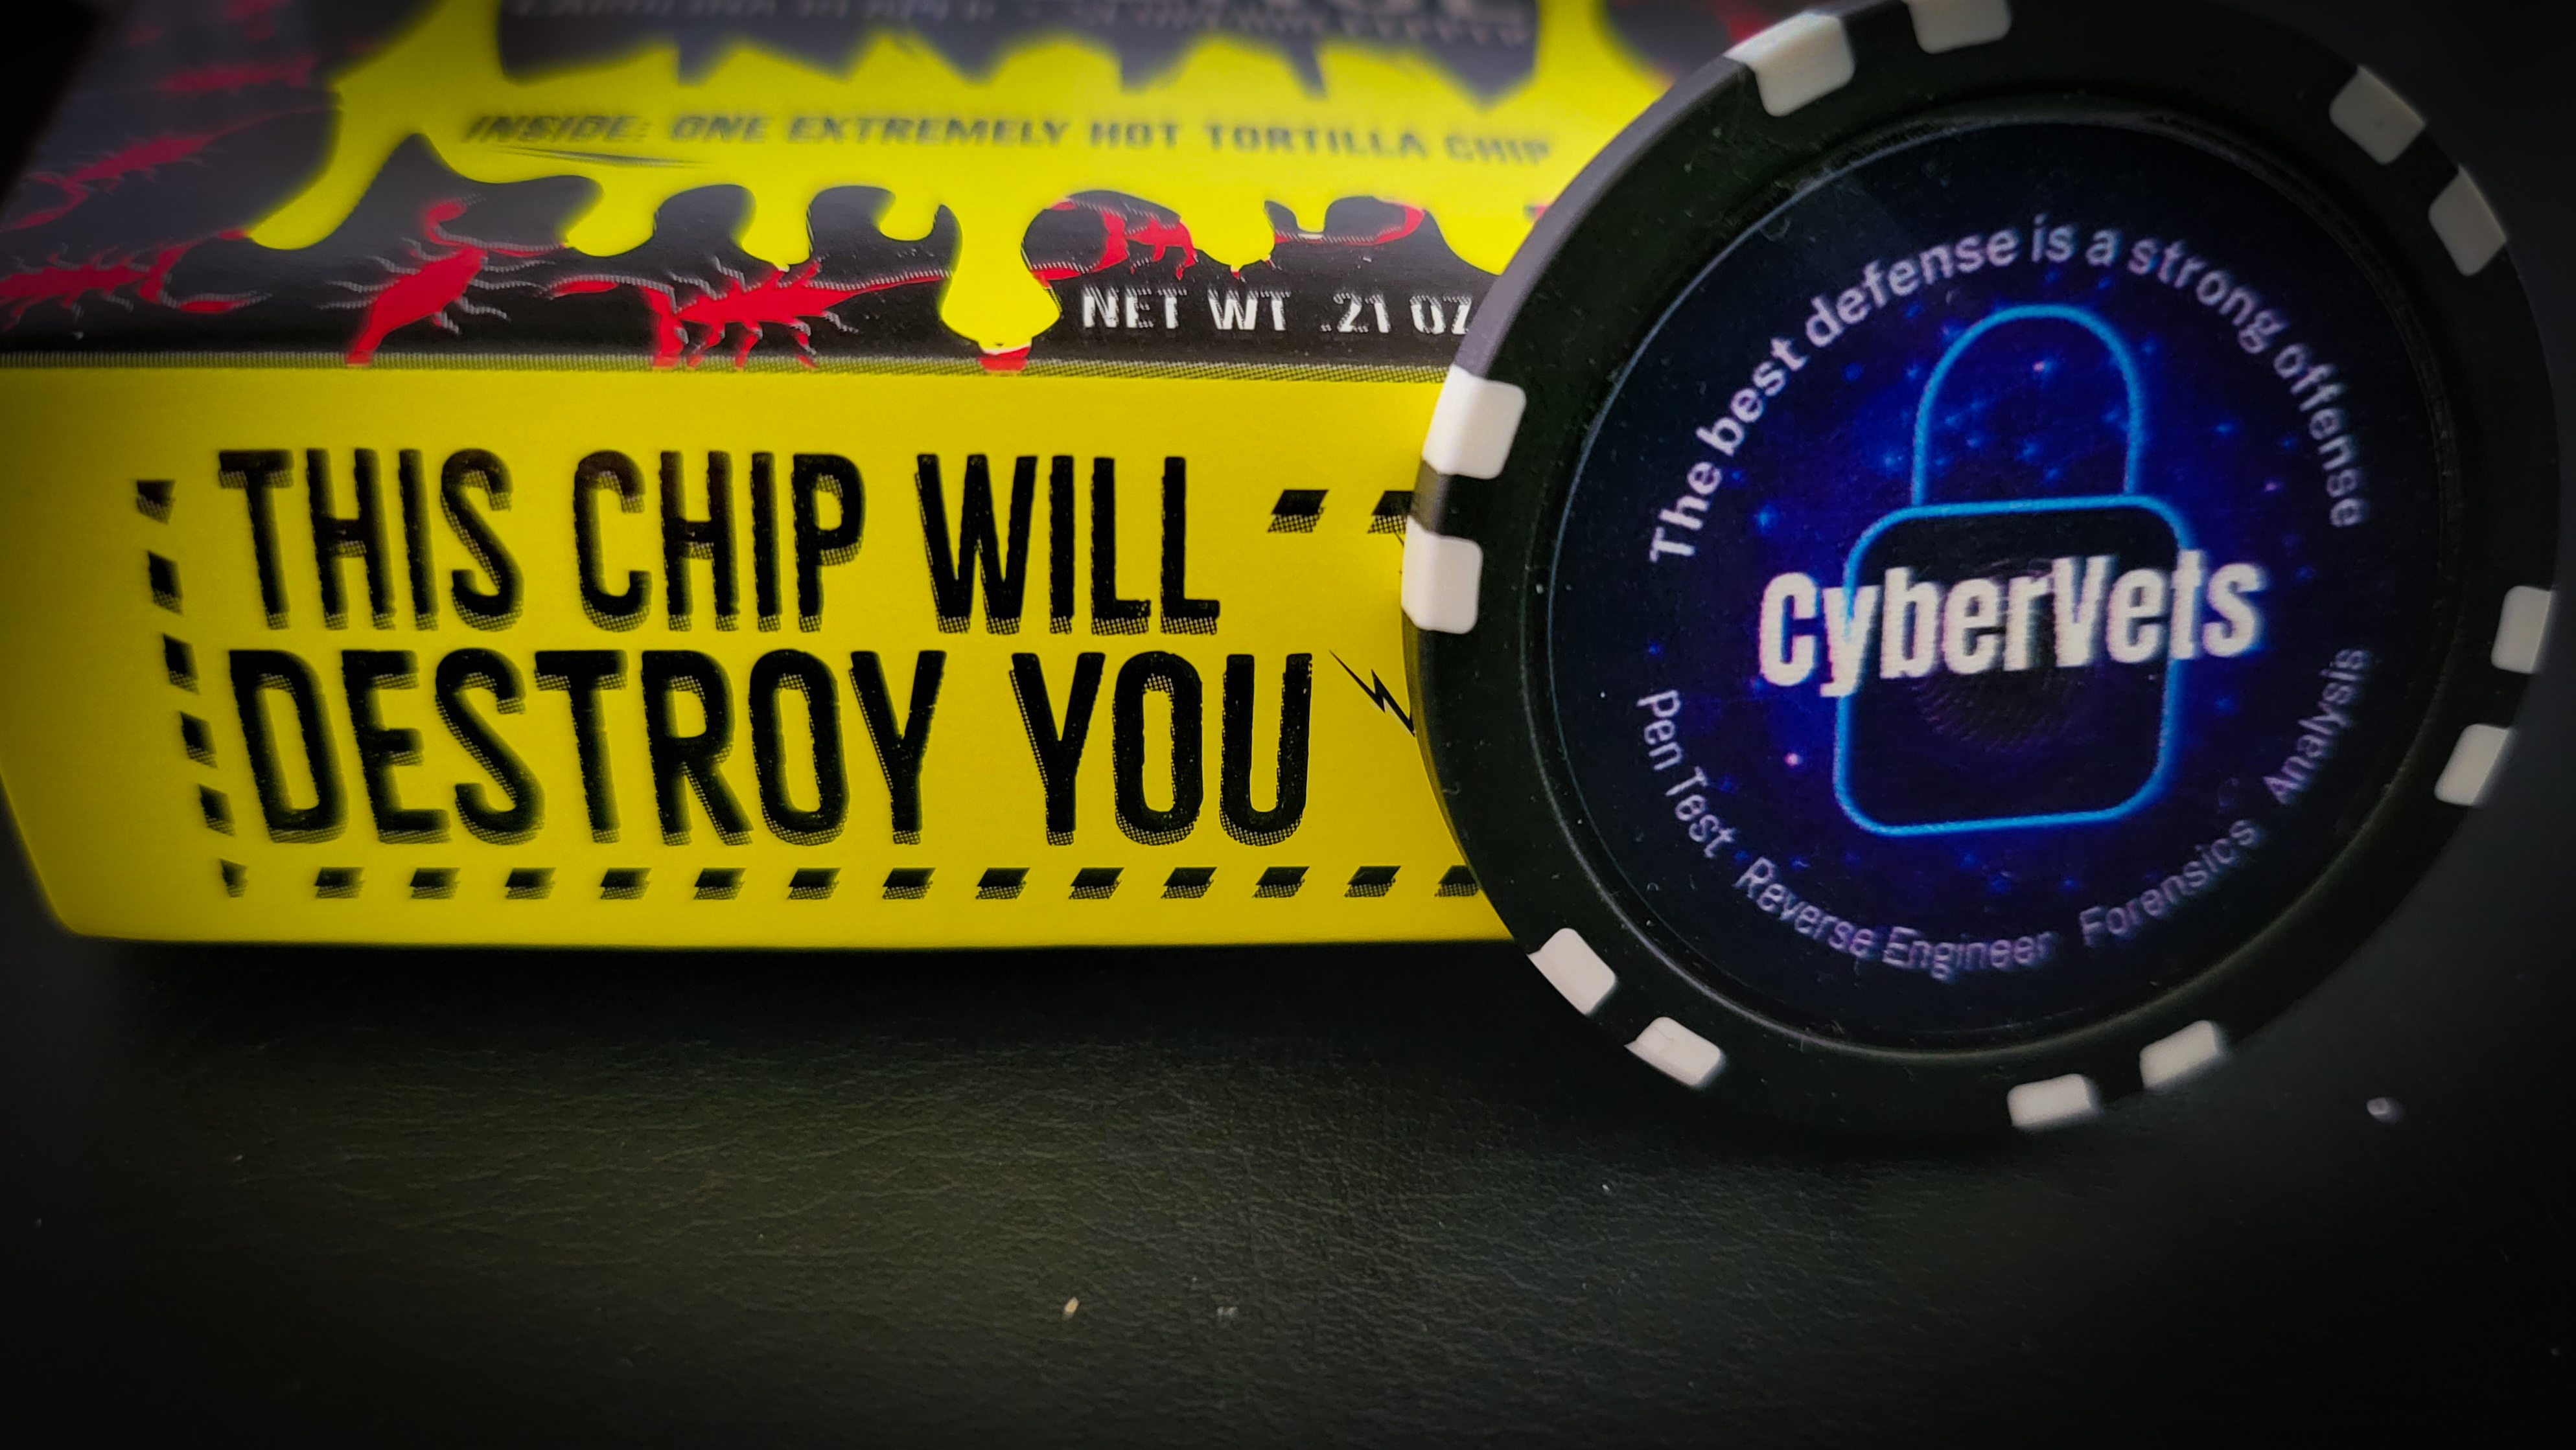 INSIDE: ONE EXTREMELY HOT TORTILLA CHIP
NET WT .21 OZ
THIS CHIP WILL
DESTROY YOU
The best defense is a strong offense
CyberVets
Pen Test Reverse Engineer Forensics Analysis